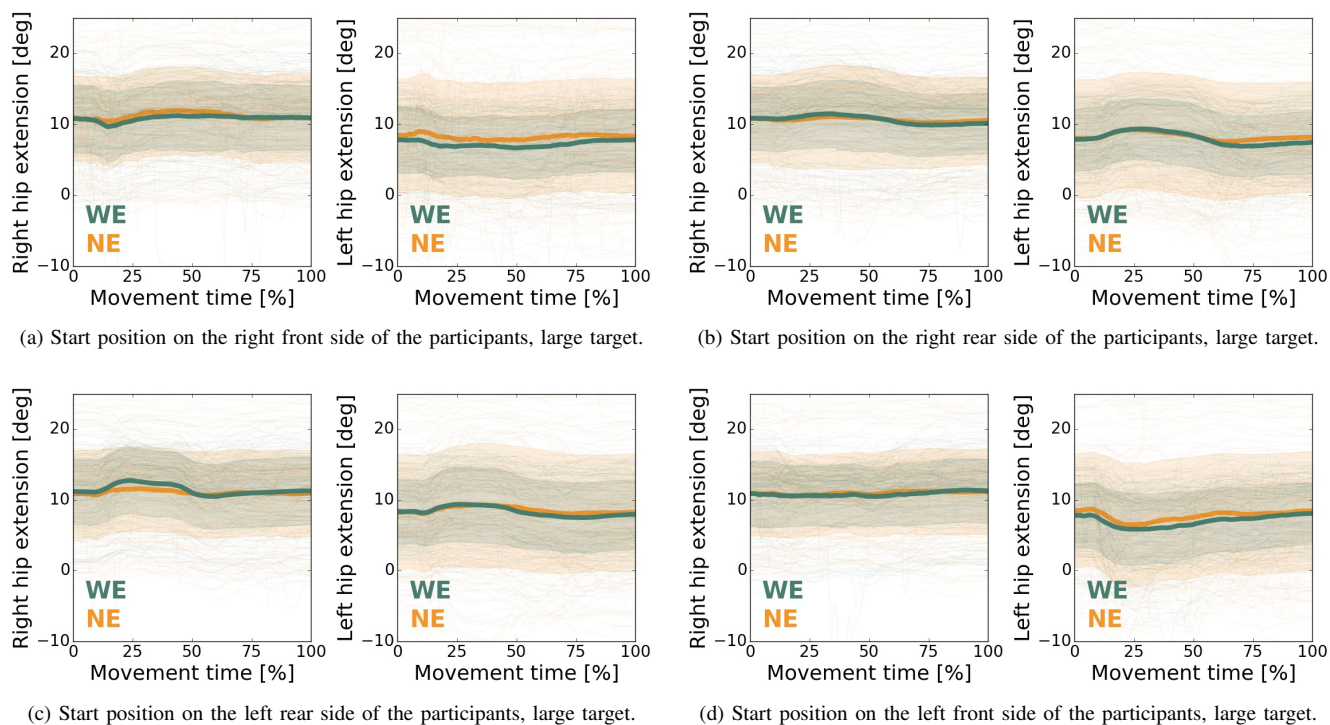 Right hip extension [deg]
20
10
0
−10
0 25 50 75 100
Movement time [%]
WE
NE
Left hip extension [deg]
20
10
0
−10
0 25 50 75 100
Movement time [%]
WE
NE
(a) Start position on the right front side of the participants, large target.
Right hip extension [deg]
20
10
0
−10
0 25 50 75 100
Movement time [%]
WE
NE
Left hip extension [deg]
20
10
0
−10
0 25 50 75 100
Movement time [%]
WE
NE
(b) Start position on the right rear side of the participants, large target.
Right hip extension [deg]
20
10
0
−10
0 25 50 75 100
Movement time [%]
WE
NE
Left hip extension [deg]
20
10
0
−10
0 25 50 75 100
Movement time [%]
WE
NE
(c) Start position on the left rear side of the participants, large target.
Right hip extension [deg]
20
10
0
−10
0 25 50 75 100
Movement time [%]
WE
NE
Left hip extension [deg]
20
10
0
−10
0 25 50 75 100
Movement time [%]
WE
NE
(d) Start position on the left front side of the participants, large target.